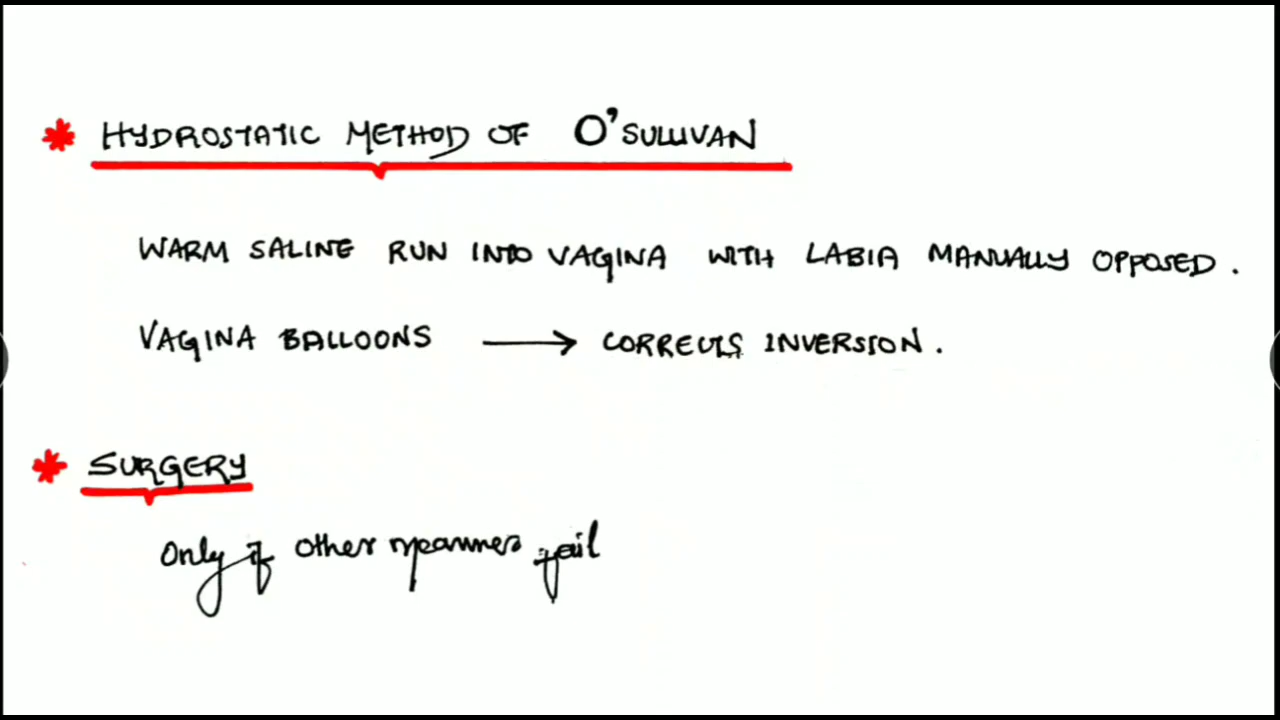 * HYDROSTATIC METHOD OF O'SULLIVAN
WARM SALINE RUN INTO VAGINA WITH LABIA MANUALLY OPPOSED.
VAGINA BALLOONS → CORRECTS INVERSION.
* SURGERY
Only if other fail